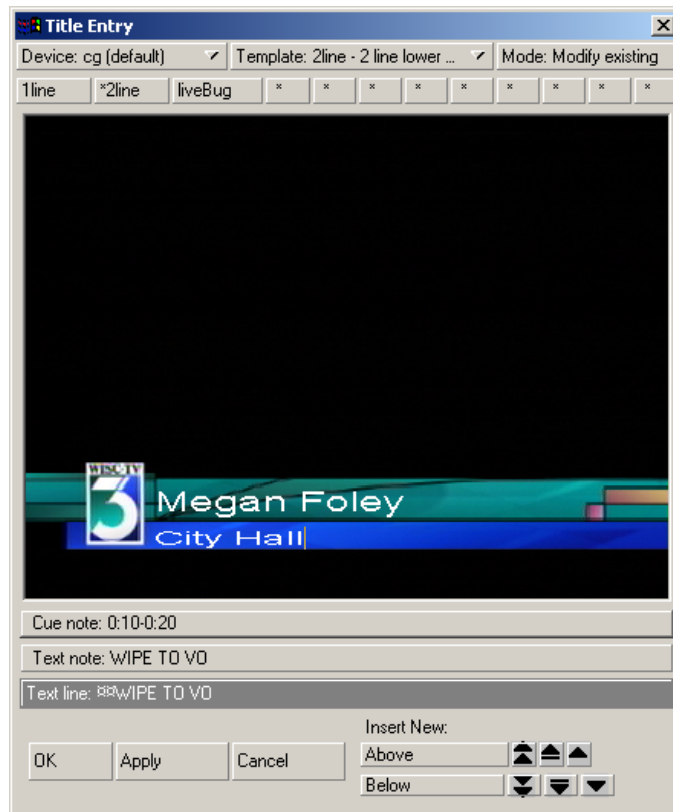 Title Entry
Device: cg (default) Template: 2line - 2 line lower ... Mode: Modify existing
1line *2line liveBug * * * * * * * * *
WISC-TV
3
Megan Foley
City Hall
Cue note: 0:10-0:20
Text note: WIPE TO VO
Text line: ¤¤WIPE TO VO
Insert New:
OK Apply Cancel Above
Below